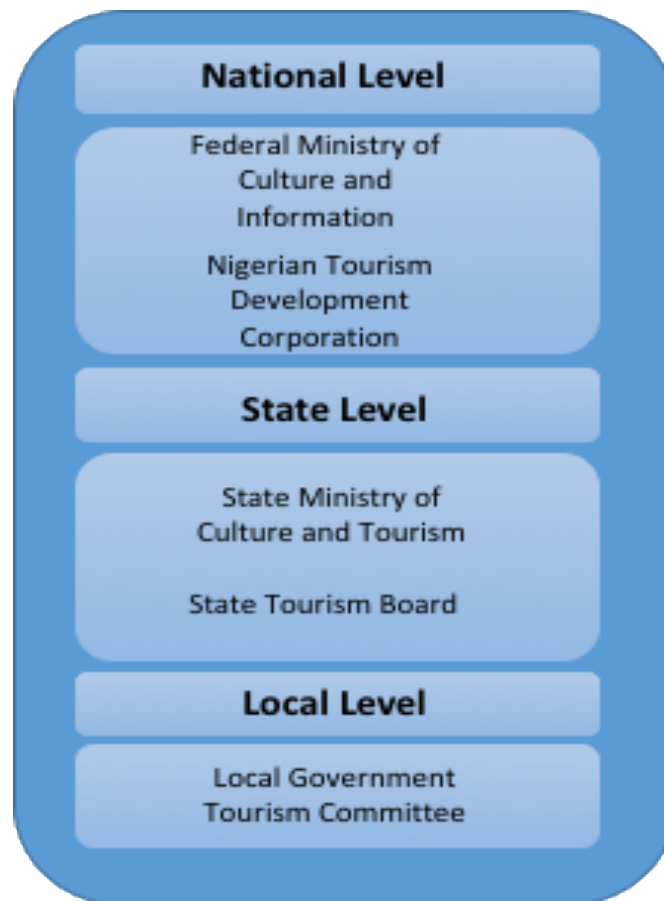 National Level
Federal Ministry of
Culture and
Information
Nigerian Tourism
Development
Corporation
State Level
State Ministry of
Culture and Tourism
State Tourism Board
Local Level
Local Government
Tourism Committee